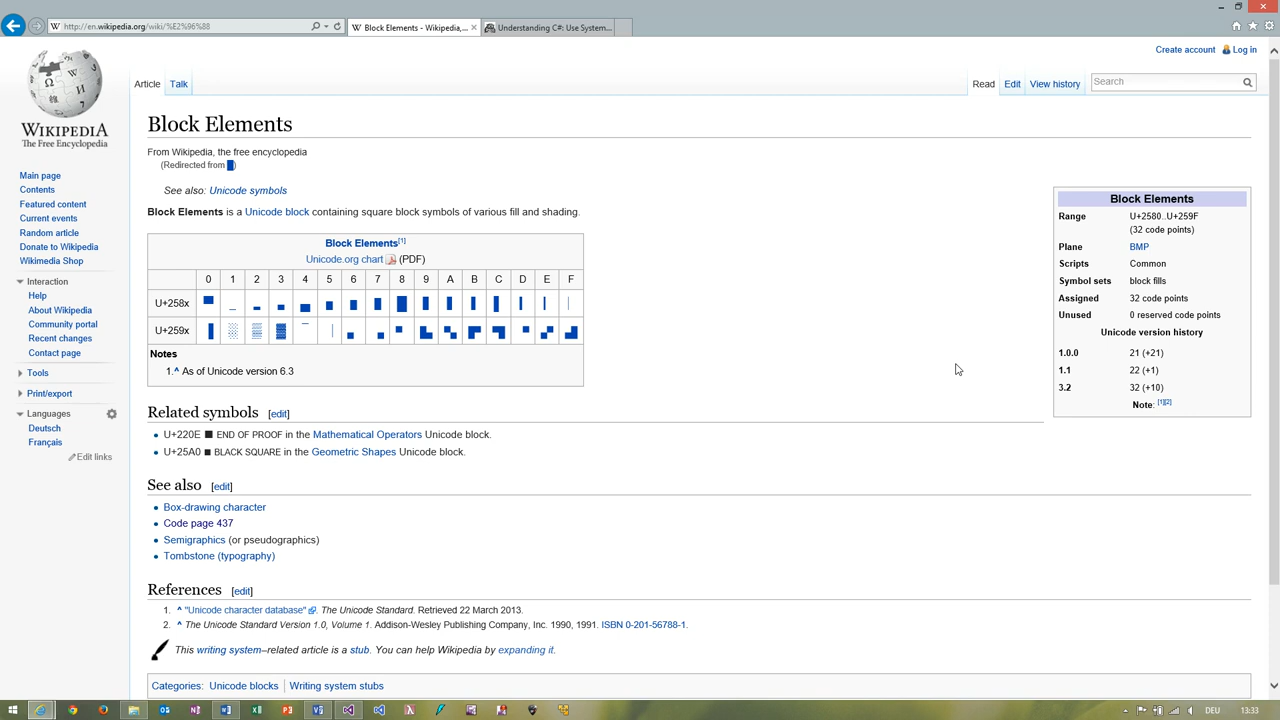 http://en.wikipedia.org/wiki/%E2%96%88
Block Elements - Wikipedia,...
Understanding C#: Use System...
Create account
Log in
WIKIPEDIA
The Free Encyclopedia
Article
Talk
Read
Edit
View history
Search
Main page
Contents
Featured content
Current events
Random article
Donate to Wikipedia
Wikimedia Shop
Interaction
Help
About Wikipedia
Community portal
Recent changes
Contact page
Tools
Print/export
Languages
Deutsch
Français
Edit links
Block Elements
From Wikipedia, the free encyclopedia
(Redirected from █)
See also: Unicode symbols
Block Elements is a Unicode block containing square block symbols of various fill and shading.
Block Elements[1]
Unicode.org chart (PDF)
0 1 2 3 4 5 6 7 8 9 A B C D E F
U+258x ▀ ▁ ▂ ▃ ▄ ▅ ▆ ▇ █ ▉ ▊ ▋ ▌ ▍ ▎ ▏
U+259x ▐ ░ ▒ ▓ ▔ ▕ ▖ ▗ ▘ ▙ ▚ ▛ ▜ ▝ ▞ ▟
Notes
1.^ As of Unicode version 6.3
Block Elements
Range U+2580..U+259F
(32 code points)
Plane BMP
Scripts Common
Symbol sets block fills
Assigned 32 code points
Unused 0 reserved code points
Unicode version history
1.0.0 21 (+21)
1.1 22 (+1)
3.2 32 (+10)
Note: [1][2]
Related symbols [edit]
U+220E ∎ END OF PROOF in the Mathematical Operators Unicode block.
U+25A0 ■ BLACK SQUARE in the Geometric Shapes Unicode block.
See also [edit]
Box-drawing character
Code page 437
Semigraphics (or pseudographics)
Tombstone (typography)
References [edit]
1. ^ "Unicode character database". The Unicode Standard. Retrieved 22 March 2013.
2. ^ The Unicode Standard Version 1.0, Volume 1. Addison-Wesley Publishing Company, Inc. 1990, 1991. ISBN 0-201-56788-1.
This writing system–related article is a stub. You can help Wikipedia by expanding it.
Categories: Unicode blocks | Writing system stubs
DEU
13:33